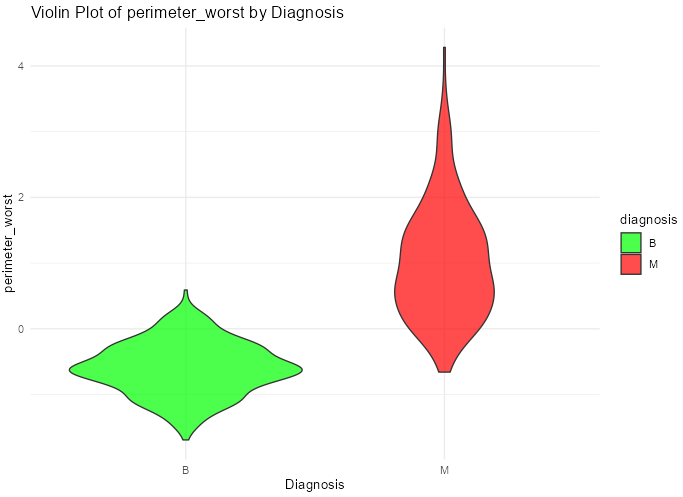 Violin Plot of perimeter_worst by Diagnosis
4
2
0
perimeter_worst
B
M
Diagnosis
diagnosis
B
M